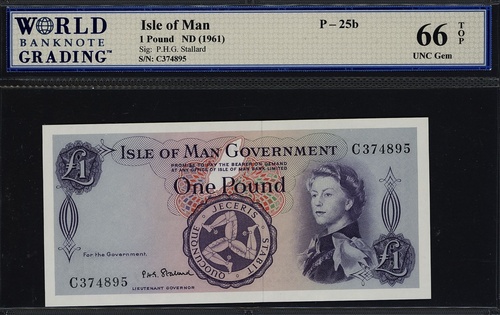 WORLD
BANKNOTE
GRADING™
Isle of Man
1 Pound ND (1961)
Sig: P.H.G. Stallard
S/N: C374895
P – 25b
66 TOP
UNC Gem
ISLE OF MAN GOVERNMENT
C374895
PROMISE TO PAY THE BEARER ON DEMAND
AT ANY OFFICE OF ISLE OF MAN BANK LIMITED
£1
One Pound
QUOCUNQUE JECERIS STABIT
For the Government.
C374895
P.H.G. Stallard
LIEUTENANT GOVERNOR
£1